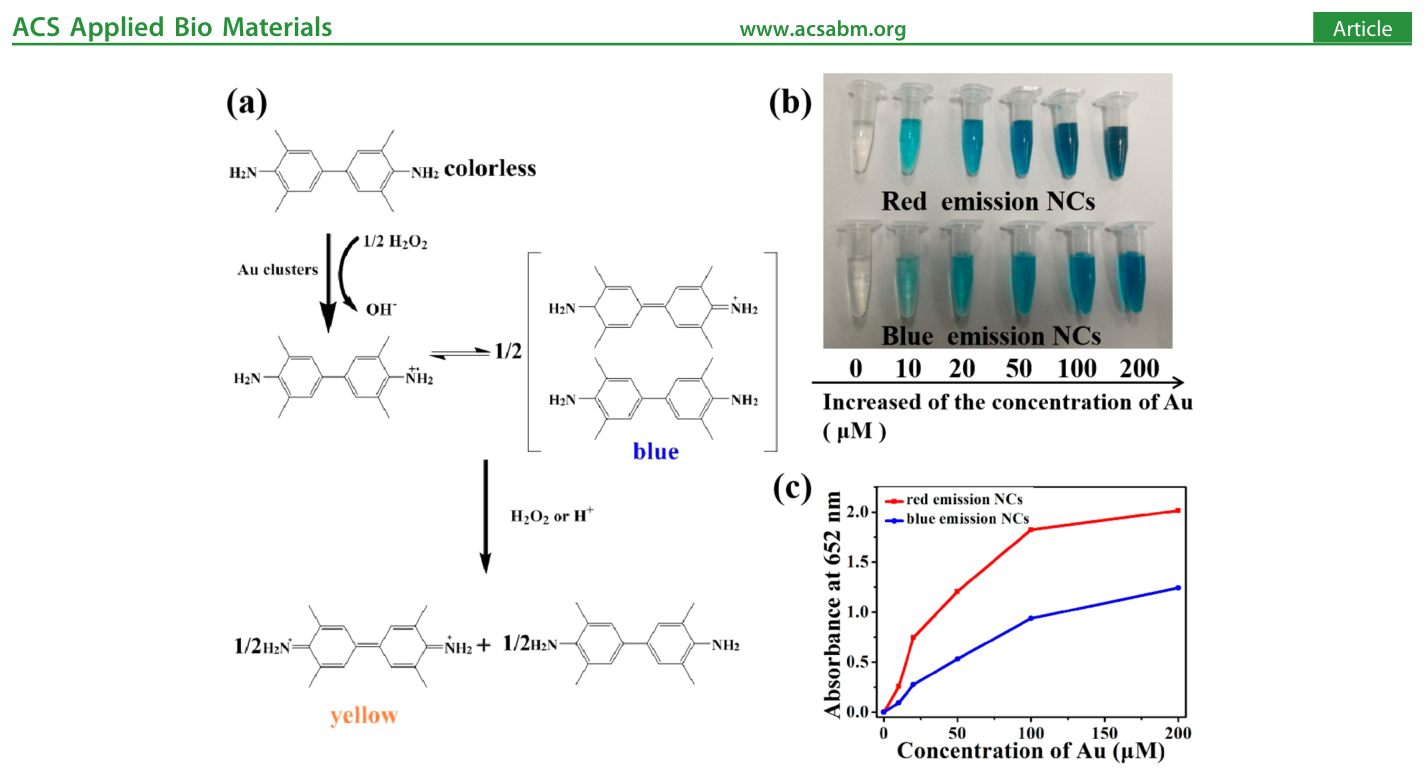 ACS Applied Bio Materials
www.acsabm.org
Article
(a)
H2N
NH2 colorless
1/2 H2O2
Au clusters
OH-
H2N
+·
NH2
1/2
H2N
+
NH2
H2N
NH2
blue
H2O2 or H+
1/2H2N
+
+
NH2 + 1/2H2N
NH2
yellow
(b)
Red emission NCs
Blue emission NCs
0 10 20 50 100 200
Increased of the concentration of Au
( μM )
(c)
red emission NCs
blue emission NCs
Absorbance at 652 nm
2.0
1.5
1.0
0.5
0.0
0 50 100 150 200
Concentration of Au (μM)